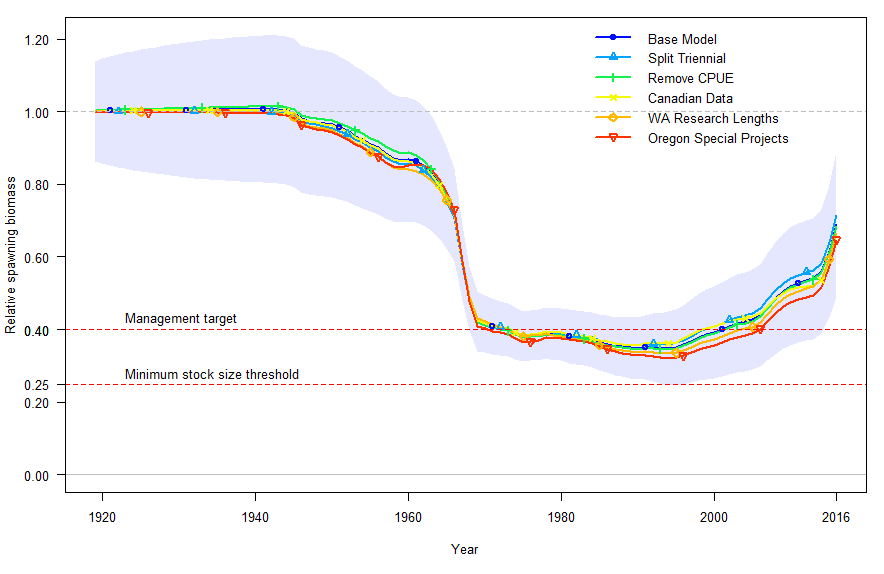 Relative spawning biomass
1.20
1.00
0.80
0.60
0.40
0.25
0.20
0.00
Base Model
Split Triennial
Remove CPUE
Canadian Data
WA Research Lengths
Oregon Special Projects
Management target
Minimum stock size threshold
1920 1940 1960 1980 2000 2016
Year